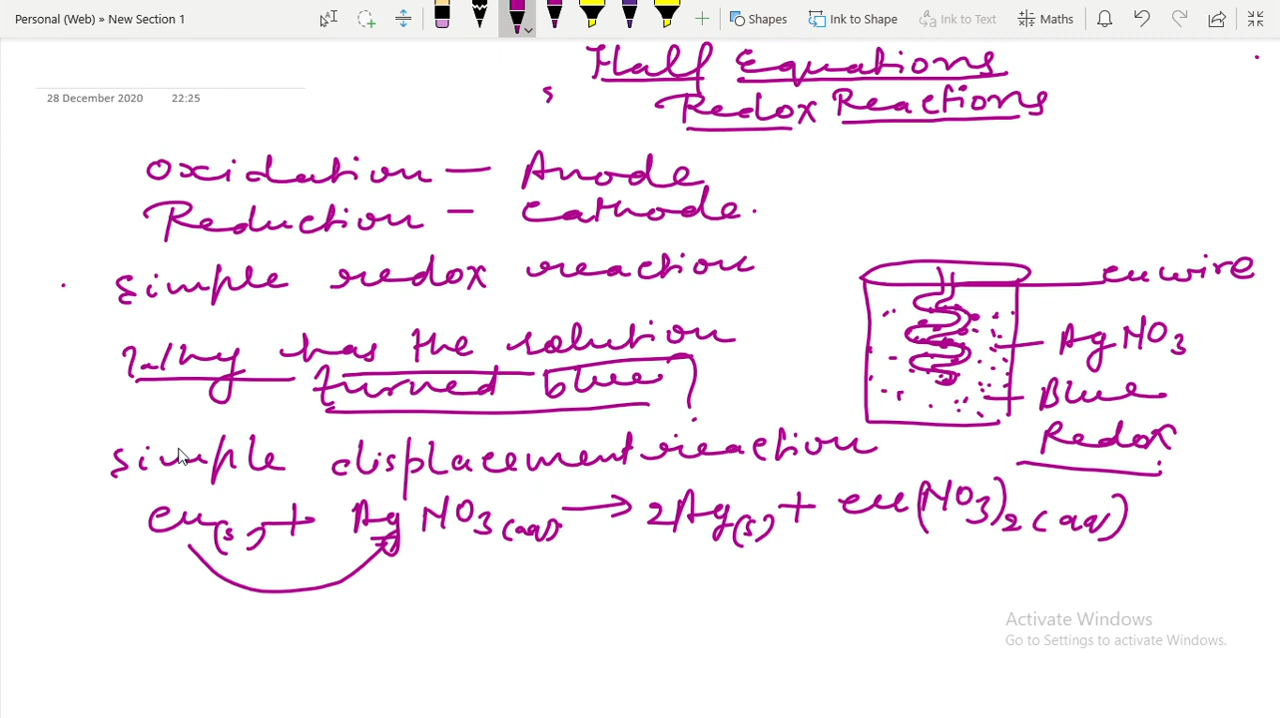 Personal (Web) » New Section 1
Shapes
Ink to Shape
Ink to Text
Maths
28 December 2020 22:25
Half Equations
Redox Reactions
Oxidation - Anode
Reduction - Cathode.
Simple redox reaction
Cu wire
AgNO3
Blue
Redox
Why has the solution
turned blue?
Simple displacement reaction
Cu(s) + AgNO3(aq) → 2Ag(s) + Cu(NO3)2(aq)
Activate Windows
Go to Settings to activate Windows.